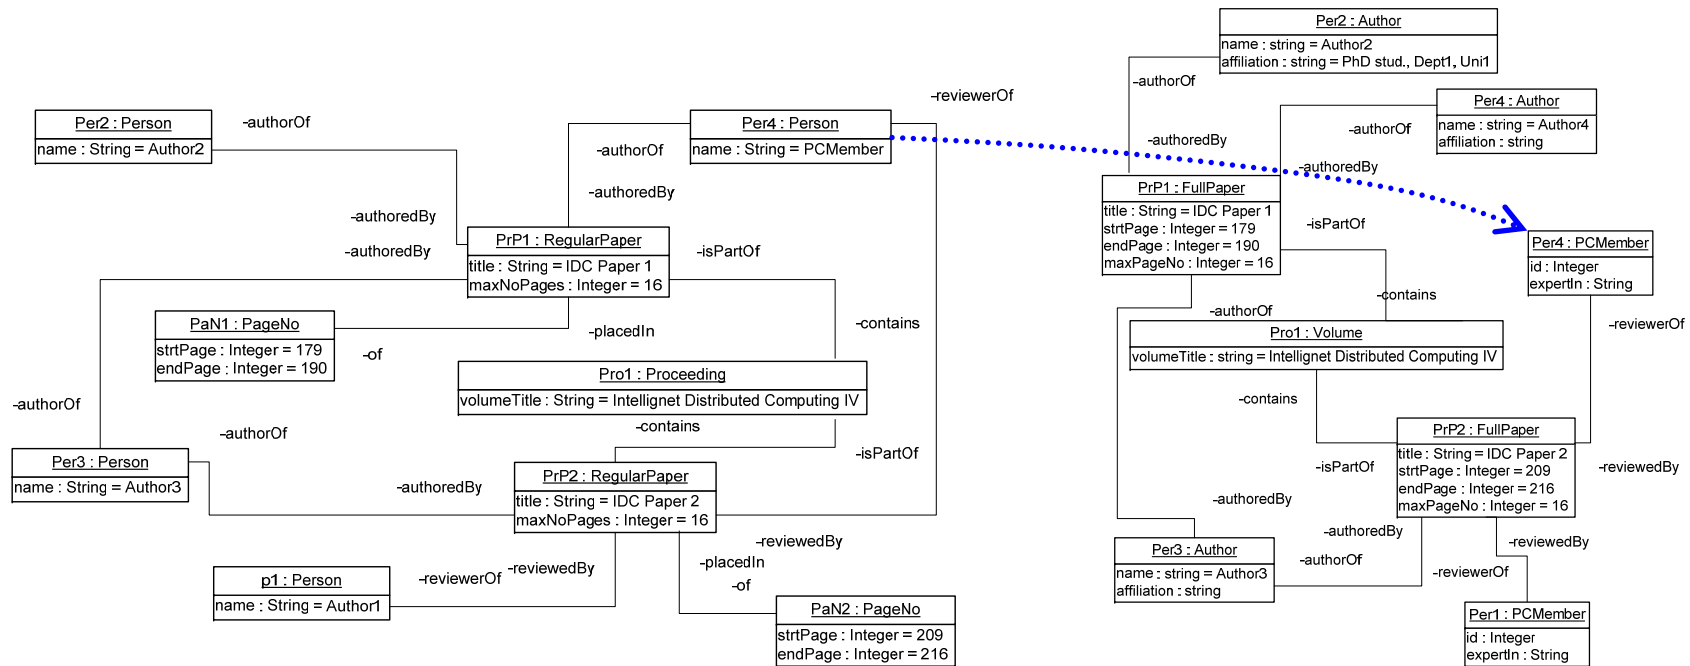 Per2 : Person
name : String = Author2
-authorOf
-authoredBy
-authoredBy
Per4 : Person
name : String = PCMember
-reviewerOf
-authorOf
-authoredBy
PrP1 : RegularPaper
title : String = IDC Paper 1
maxNoPages : Integer = 16
-isPartOf
PaN1 : PageNo
strtPage : Integer = 179
endPage : Integer = 190
-of
-placedIn
-contains
Pro1 : Proceeding
volumeTitle : String = Intellignet Distributed Computing IV
-contains
-isPartOf
-authorOf
-authorOf
Per3 : Person
name : String = Author3
-authoredBy
PrP2 : RegularPaper
title : String = IDC Paper 2
maxNoPages : Integer = 16
-reviewedBy
-placedIn
-of
-reviewedBy
-reviewerOf
p1 : Person
name : String = Author1
PaN2 : PageNo
strtPage : Integer = 209
endPage : Integer = 216
Per2 : Author
name : string = Author2
affiliation : string = PhD stud., Dept1, Uni1
-authorOf
-authoredBy
Per4 : Author
name : string = Author4
affiliation : string
-authorOf
-authoredBy
PrP1 : FullPaper
title : String = IDC Paper 1
strtPage : Integer = 179
endPage : Integer = 190
maxPageNo : Integer = 16
-isPartOf
Per4 : PCMember
id : Integer
expertIn : String
-contains
-authorOf
-reviewerOf
Pro1 : Volume
volumeTitle : string = Intellignet Distributed Computing IV
-contains
PrP2 : FullPaper
title : String = IDC Paper 2
strtPage : Integer = 209
endPage : Integer = 216
maxPageNo : Integer = 16
-isPartOf
-reviewedBy
-authoredBy
-authoredBy
-authorOf
Per3 : Author
name : string = Author3
affiliation : string
-reviewedBy
-reviewerOf
Per1 : PCMember
id : Integer
expertIn : String